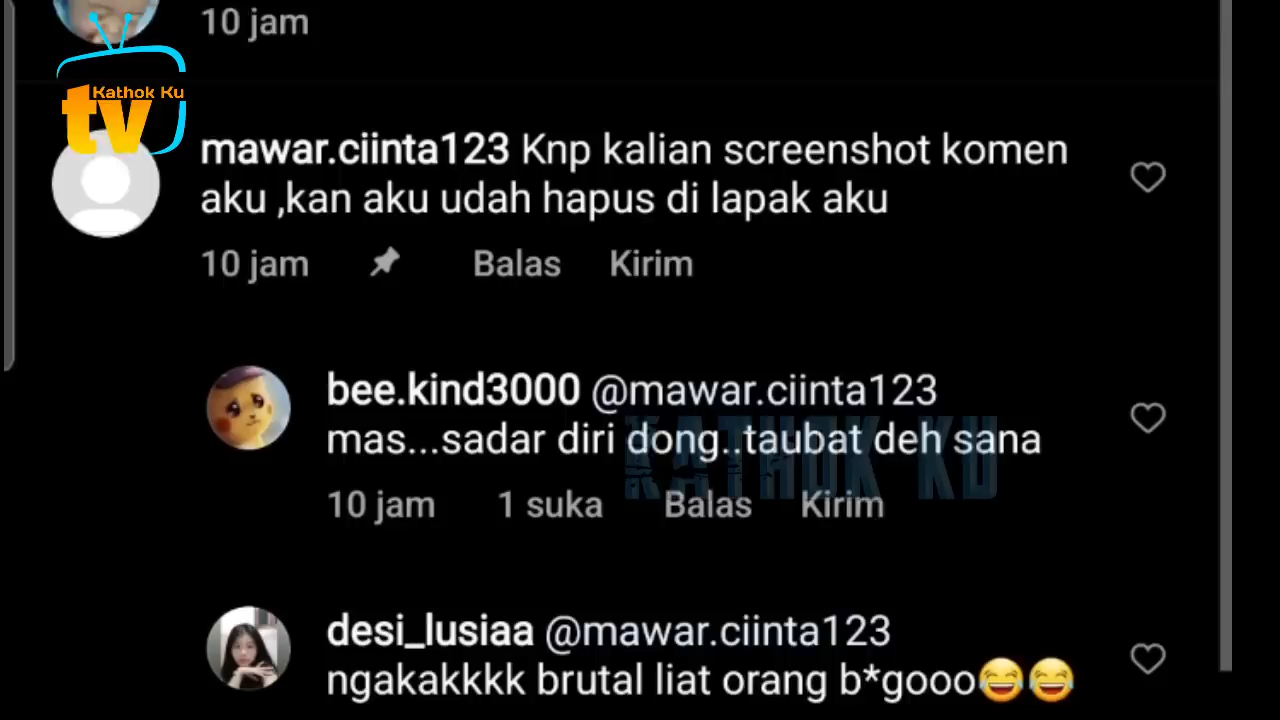 10 jam
Kathok Ku
tv
mawar.ciinta123 Knp kalian screenshot komen
aku ,kan aku udah hapus di lapak aku
10 jam Balas Kirim
bee.kind3000 @mawar.ciinta123
mas...sadar diri dong..taubat deh sana
KATHOK KU
10 jam 1 suka Balas Kirim
desi_lusiaa @mawar.ciinta123
ngakakkkk brutal liat orang b*gooo😂😂